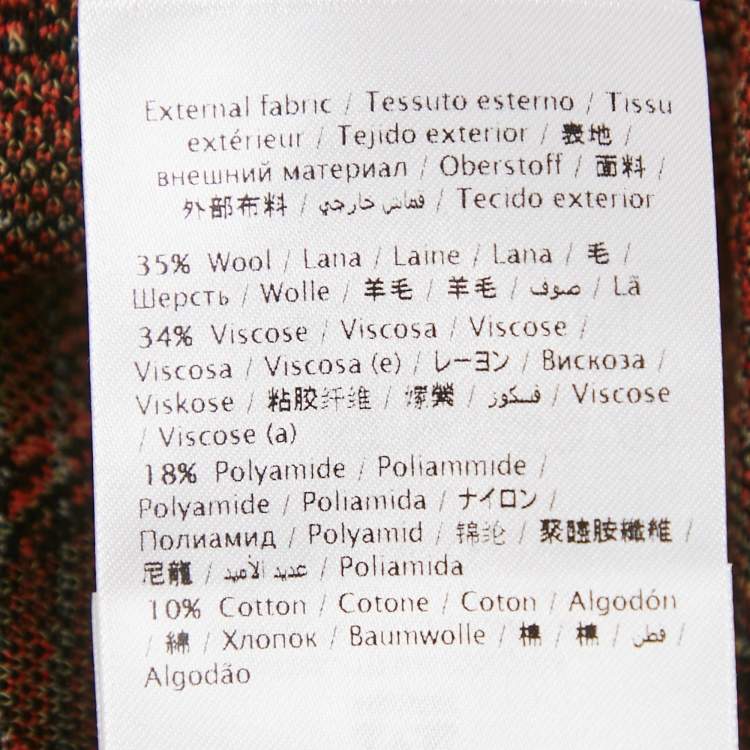 External fabric / Tessuto esterno / Tissu
extérieur / Tejido exterior / 表地 /
внешний материал / Oberstoff / 面料 /
外部布料 / قماش خارجي / Tecido exterior
35% Wool / Lana / Laine / Lana / 毛 /
Шерсть / Wolle / 羊毛 / 羊毛 / صوف / Lã
34% Viscose / Viscosa / Viscose /
Viscosa / Viscosa (e) / レーヨン / Вискоза /
Viskose / 粘胶纤维 / 嫘縈 / فسكوز / Viscose
/ Viscose (a)
18% Polyamide / Poliammide /
Polyamide / Poliamida / ナイロン /
Полиамид / Polyamid / 锦纶 / 聚醯胺纖維 /
尼龍 / عديد الأميد / Poliamida
10% Cotton / Cotone / Coton / Algodón
/ 綿 / Хлопок / Baumwolle / 棉 / 棉 / قطن /
Algodão